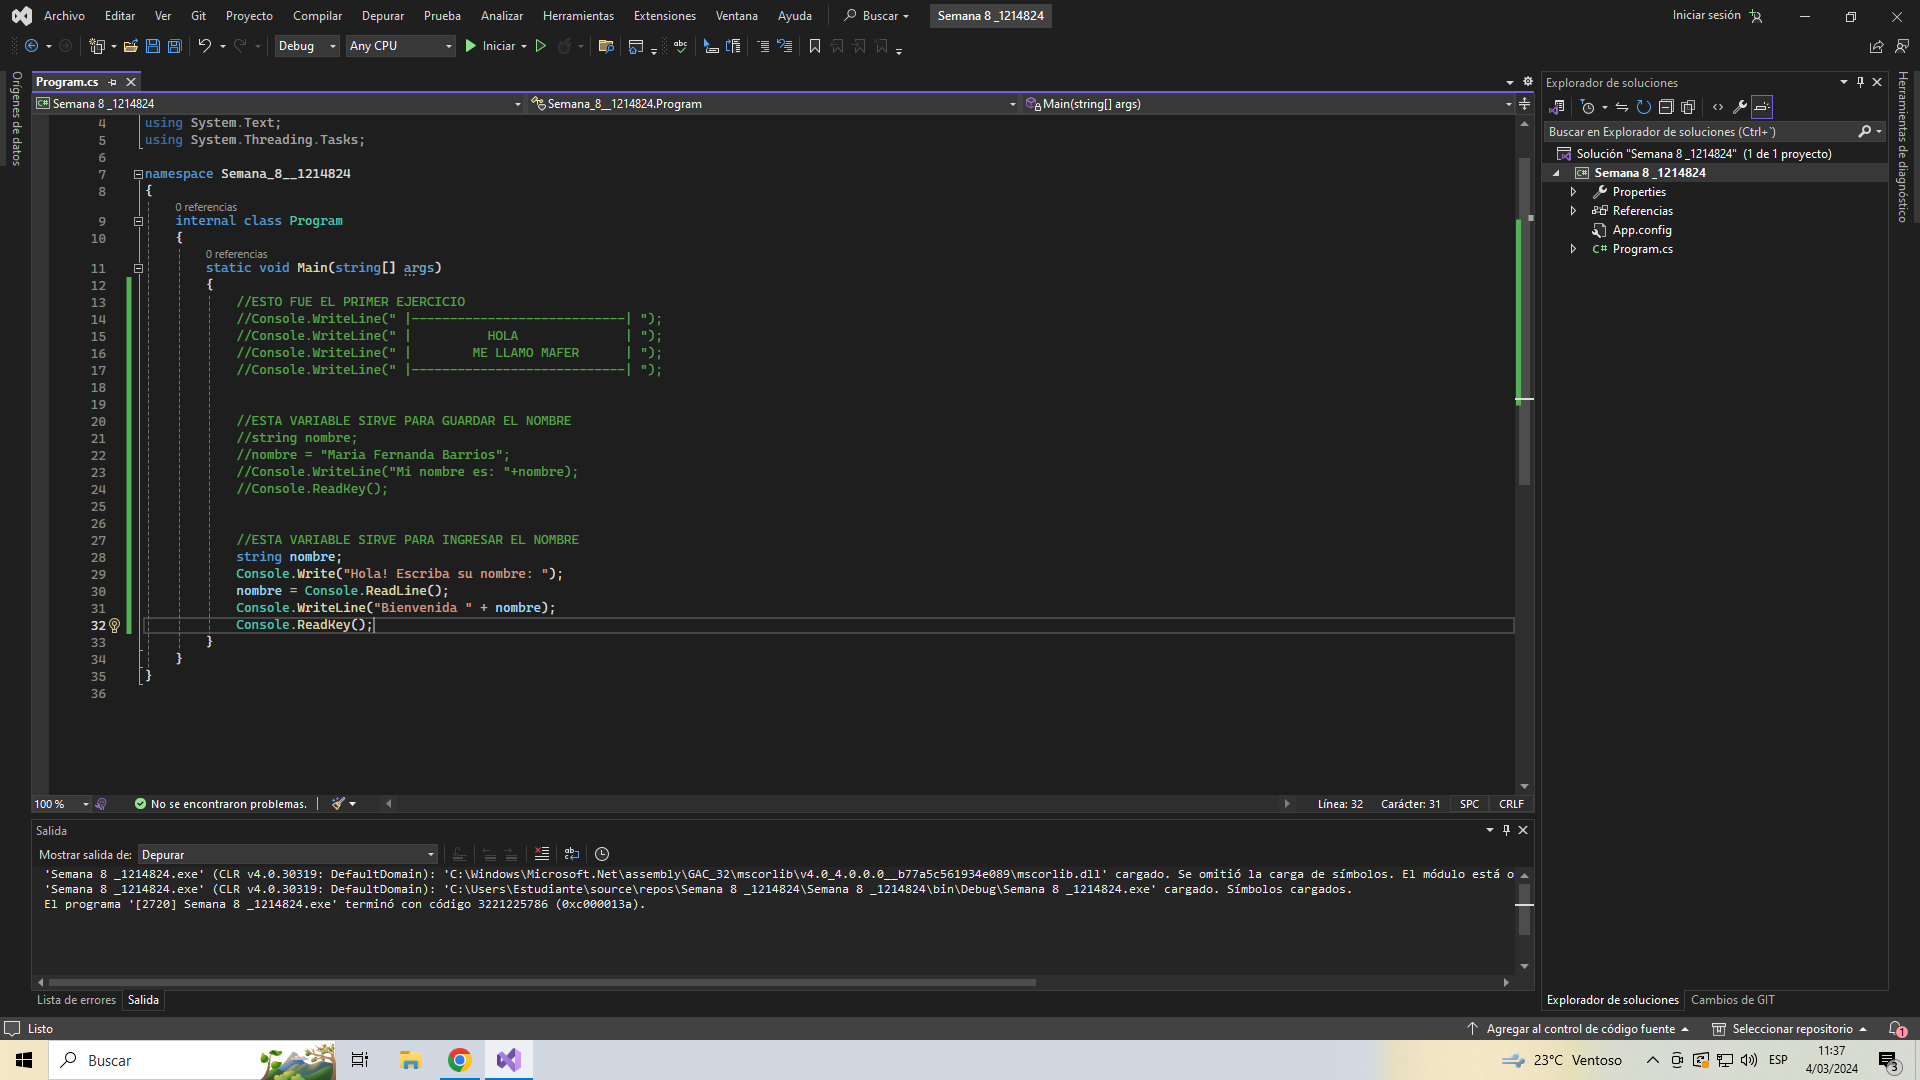 Archivo Editar Ver Git Proyecto Compilar Depurar Prueba Analizar Herramientas Extensiones Ventana Ayuda Buscar Semana 8 _1214824 Iniciar sesión
Debug Any CPU Iniciar
Orígenes de datos
Program.cs
Semana 8 _1214824 Semana_8__1214824.Program Main(string[] args)
4 using System.Text;
5 using System.Threading.Tasks;
6
7 namespace Semana_8__1214824
8 {
0 referencias
9 internal class Program
10 {
0 referencias
11 static void Main(string[] args)
12 {
13 //ESTO FUE EL PRIMER EJERCICIO
14 //Console.WriteLine(" |----------------------------| ");
15 //Console.WriteLine(" |          HOLA              | ");
16 //Console.WriteLine(" |        ME LLAMO MAFER      | ");
17 //Console.WriteLine(" |----------------------------| ");
18
19
20 //ESTA VARIABLE SIRVE PARA GUARDAR EL NOMBRE
21 //string nombre;
22 //nombre = "Maria Fernanda Barrios";
23 //Console.WriteLine("Mi nombre es: "+nombre);
24 //Console.ReadKey();
25
26
27 //ESTA VARIABLE SIRVE PARA INGRESAR EL NOMBRE
28 string nombre;
29 Console.Write("Hola! Escriba su nombre: ");
30 nombre = Console.ReadLine();
31 Console.WriteLine("Bienvenida " + nombre);
32 Console.ReadKey();
33 }
34 }
35 }
36
100 % No se encontraron problemas. Línea: 32 Carácter: 31 SPC CRLF
Salida
Mostrar salida de: Depurar
'Semana 8 _1214824.exe' (CLR v4.0.30319: DefaultDomain): 'C:\Windows\Microsoft.Net\assembly\GAC_32\mscorlib\v4.0_4.0.0.0__b77a5c561934e089\mscorlib.dll' cargado. Se omitió la carga de símbolos. El módulo está o
'Semana 8 _1214824.exe' (CLR v4.0.30319: DefaultDomain): 'C:\Users\Estudiante\source\repos\Semana 8 _1214824\Semana 8 _1214824\bin\Debug\Semana 8 _1214824.exe' cargado. Símbolos cargados.
El programa '[2720] Semana 8 _1214824.exe' terminó con código 3221225786 (0xc000013a).
Lista de errores Salida
Explorador de soluciones
Buscar en Explorador de soluciones (Ctrl+`)
Solución "Semana 8 _1214824" (1 de 1 proyecto)
C# Semana 8 _1214824
Properties
Referencias
App.config
C# Program.cs
Explorador de soluciones Cambios de GIT
Herramientas de diagnóstico
Listo Agregar al control de código fuente Seleccionar repositorio 1
Buscar 23°C Ventoso ESP 11:37
4/03/2024 3